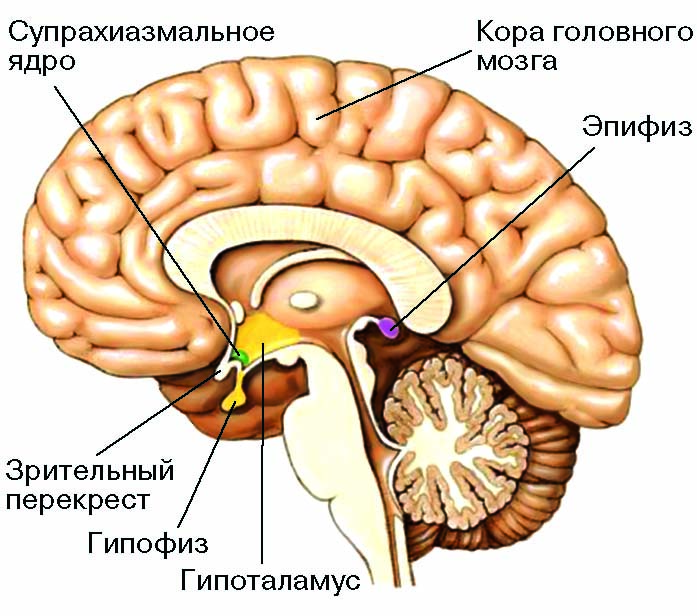 Супрахиазмальное
ядро
Кора головного
мозга
Эпифиз
Зрительный
перекрест
Гипофиз
Гипоталамус